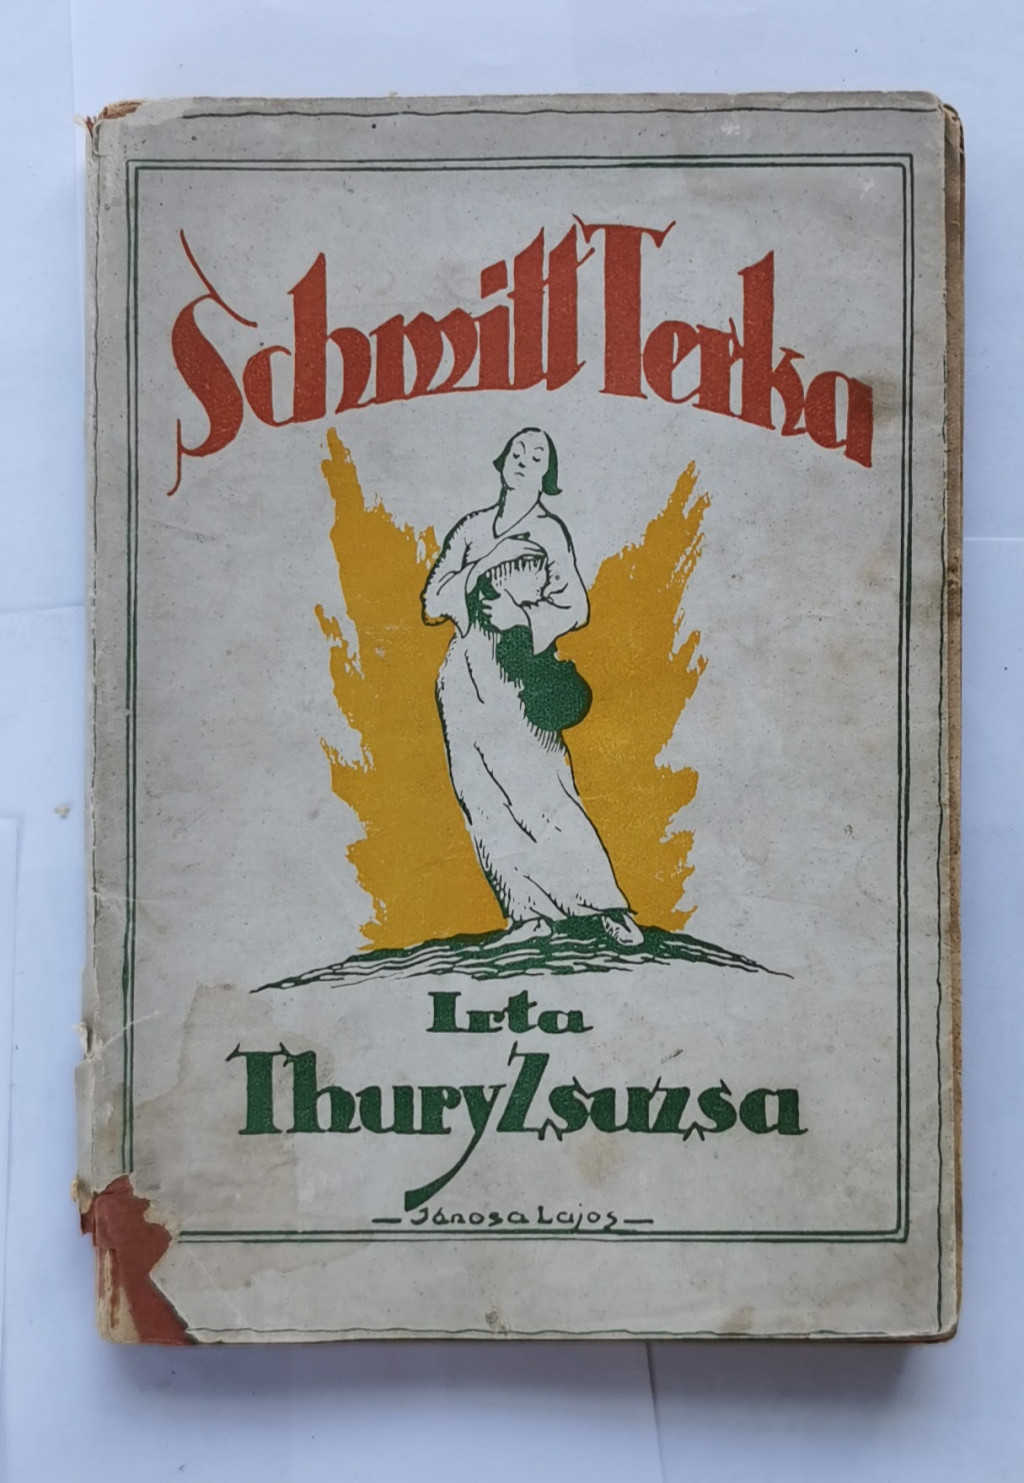 Schmitt Terka
Irta
Thury Zsuzsa
— Jánosa Lajos —